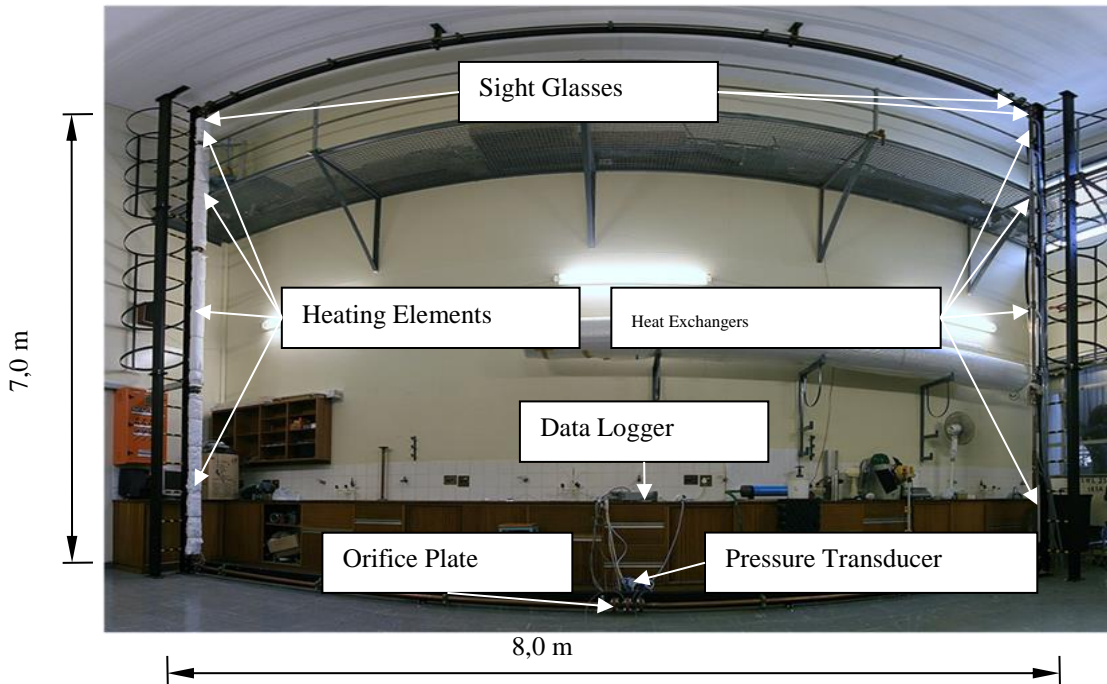 Sight Glasses
7,0 m
Heating Elements
Heat Exchangers
Data Logger
Orifice Plate
Pressure Transducer
8,0 m